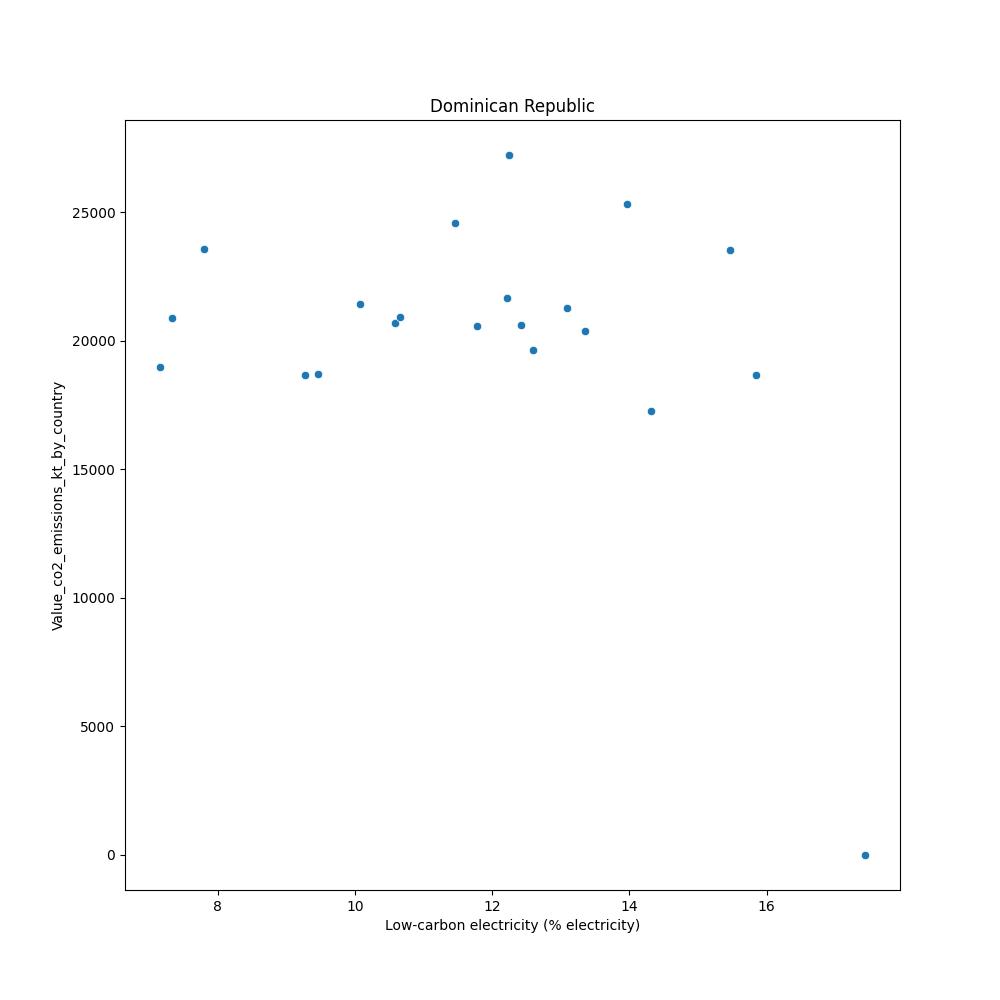 Dominican Republic
Value_co2_emissions_kt_by_country
25000
20000
15000
10000
5000
0
8 10 12 14 16
Low-carbon electricity (% electricity)